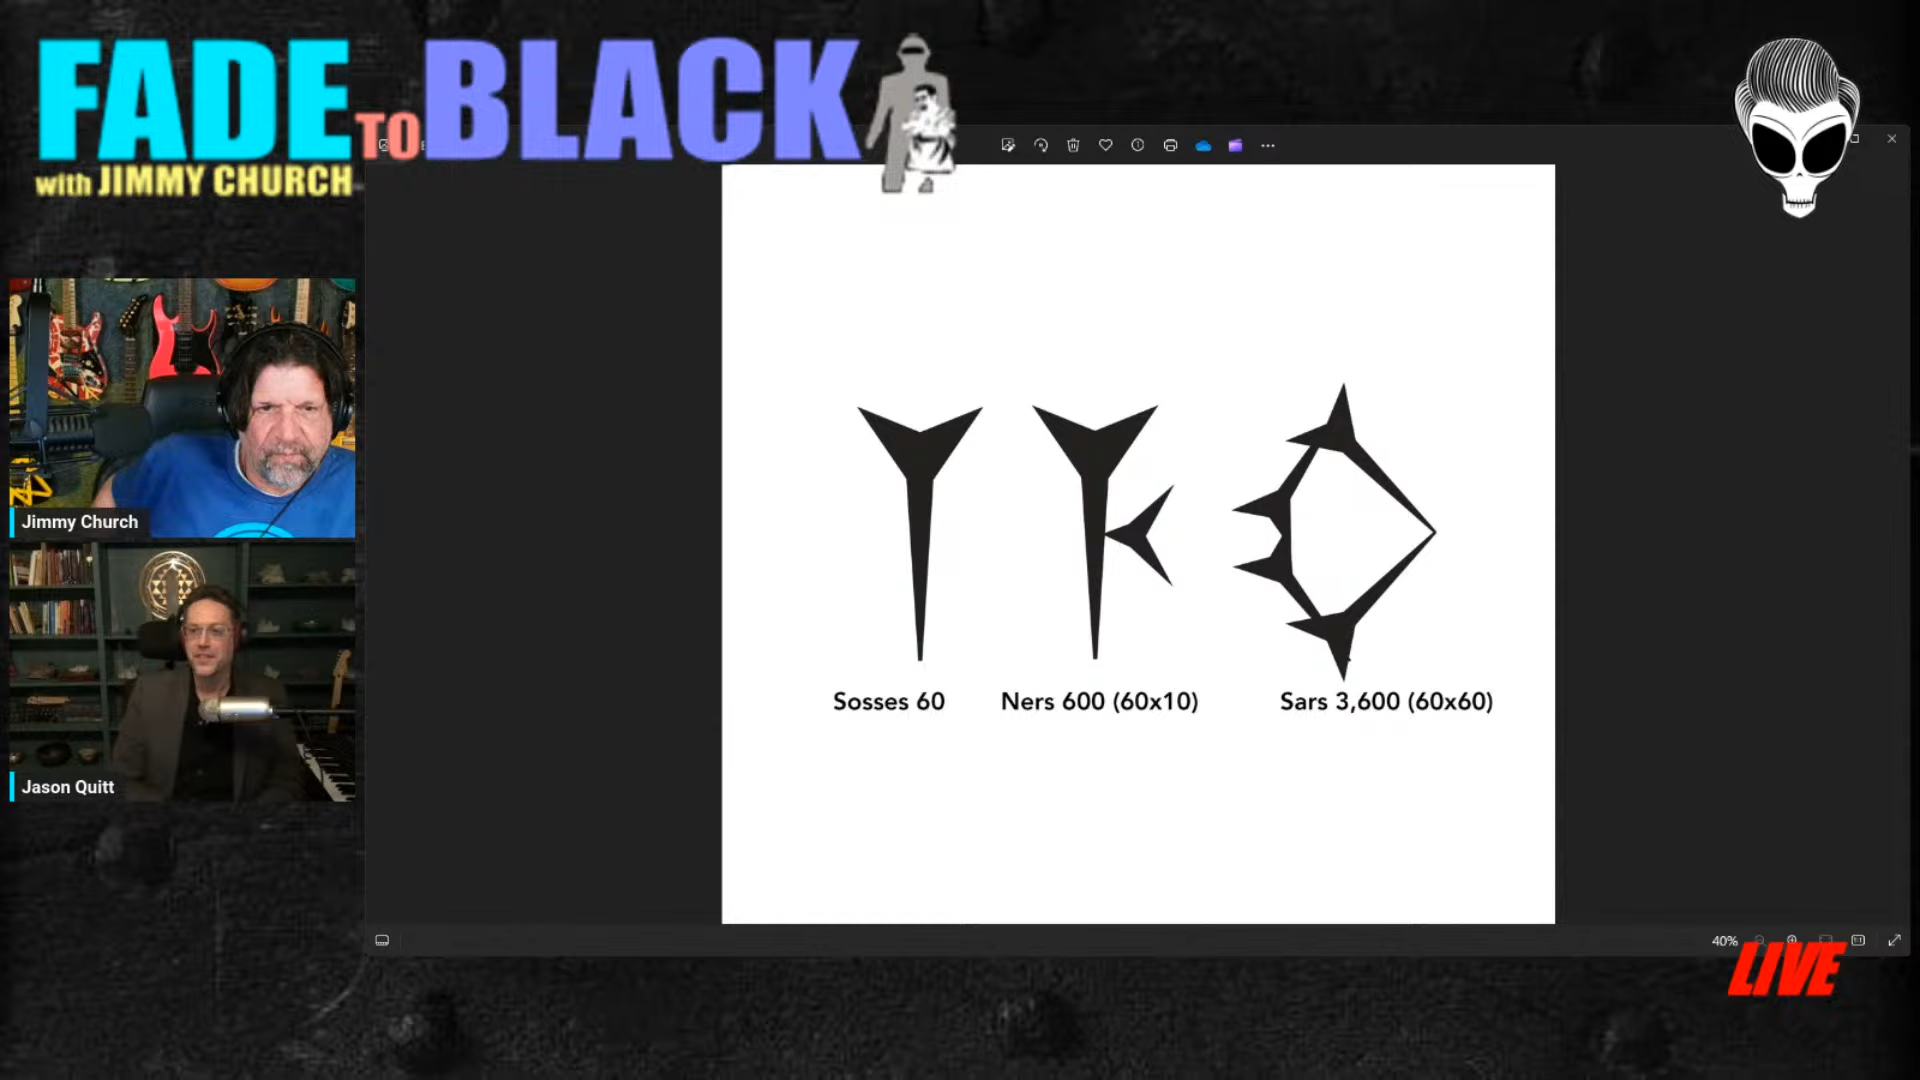 FADE TO BLACK
with JIMMY CHURCH
Jimmy Church
Jason Quitt
Sosses 60
Ners 600 (60x10)
Sars 3,600 (60x60)
40%
LIVE